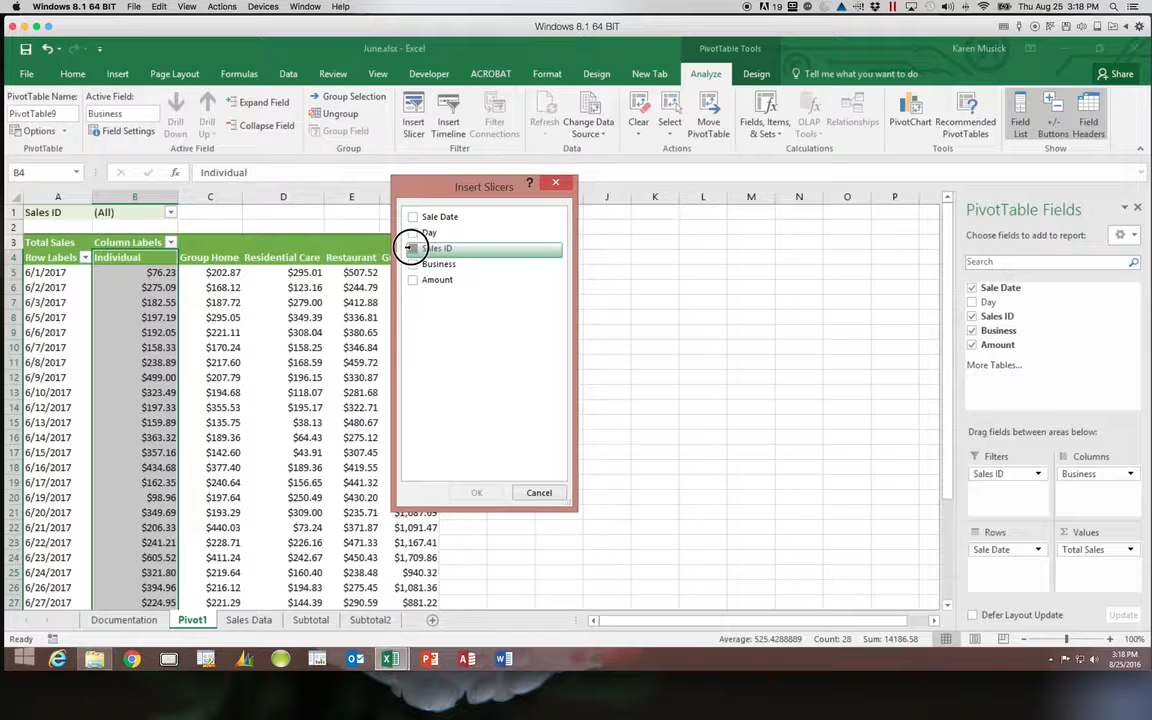 Windows 8.1 64 BIT File Edit View Actions Devices Window Help 19 Thu Aug 25 3:18 PM
Windows 8.1 64 BIT
June.xlsx - Excel PivotTable Tools Karen Musick
File Home Insert Page Layout Formulas Data Review View Developer ACROBAT Format Design New Tab Analyze Design Tell me what you want to do Share
PivotTable Name: Active Field: Expand Field Group Selection
PivotTable9 Business Ungroup
Options Field Settings Drill Down Drill Up Collapse Field Group Field
Insert Slicer Insert Timeline Filter Connections Refresh Change Data Source Clear Select Move PivotTable Fields, Items, & Sets OLAP Tools Relationships PivotChart Recommended PivotTables Field List +/- Buttons Field Headers
PivotTable Active Field Group Filter Data Actions Calculations Tools Show
B4 fx Individual
A B C D E J K L M N O P
1 Sales ID (All)
2
3 Total Sales Column Labels
4 Row Labels Individual Group Home Residential Care Restaurant G
5 6/1/2017 $76.23 $202.87 $295.01 $507.52
6 6/2/2017 $275.09 $168.12 $123.16 $244.79
7 6/3/2017 $182.55 $187.72 $279.00 $412.88
8 6/5/2017 $197.19 $295.05 $349.39 $336.81
9 6/6/2017 $192.05 $221.11 $308.04 $380.65
10 6/7/2017 $158.33 $170.24 $158.25 $346.84
11 6/8/2017 $238.89 $217.60 $168.59 $459.72
12 6/9/2017 $499.00 $207.79 $196.15 $330.87
13 6/10/2017 $323.49 $194.68 $118.07 $281.68
14 6/12/2017 $197.33 $355.53 $195.17 $322.71
15 6/13/2017 $159.89 $135.75 $38.13 $480.67
16 6/14/2017 $363.32 $189.36 $64.43 $275.12
17 6/15/2017 $357.16 $142.60 $43.91 $307.45
18 6/16/2017 $434.68 $377.40 $189.36 $419.55
19 6/17/2017 $162.35 $240.64 $156.65 $441.32
20 6/19/2017 $98.96 $197.64 $250.49 $430.20
21 6/20/2017 $349.69 $193.29 $309.00 $235.71 $1,087.69
22 6/21/2017 $206.33 $440.03 $73.24 $371.87 $1,091.47
23 6/22/2017 $241.21 $228.71 $226.16 $471.33 $1,167.41
24 6/23/2017 $605.52 $411.24 $242.67 $450.43 $1,709.86
25 6/24/2017 $321.80 $219.64 $160.40 $238.48 $940.32
26 6/26/2017 $394.96 $216.12 $194.83 $275.45 $1,081.36
27 6/27/2017 $224.95 $221.29 $144.39 $290.59 $881.22
Insert Slicers ?
Sale Date
Day
Sales ID
Business
Amount
OK Cancel
PivotTable Fields
Choose fields to add to report:
Search
Sale Date
Day
Sales ID
Business
Amount
More Tables...
Drag fields between areas below:
Filters Columns
Sales ID Business
Rows Σ Values
Sale Date Total Sales
Defer Layout Update Update
Documentation Pivot1 Sales Data Subtotal Subtotal2
Ready Average: 525.4288889 Count: 28 Sum: 14186.58 100%
3:18 PM
8/25/2016